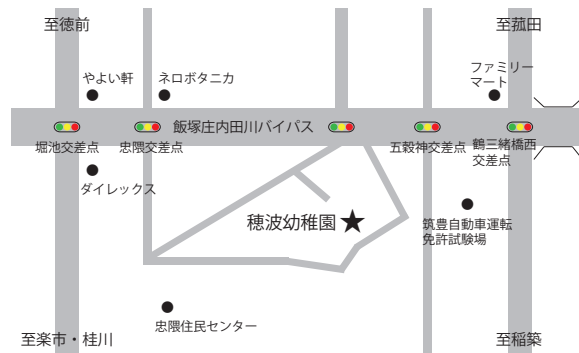 至徳前
至菰田
やよい軒
ネロボタニカ
ファミリー
マート
飯塚庄内田川バイパス
堀池交差点
忠隈交差点
五穀神交差点
鶴三緒橋西
交差点
ダイレックス
穂波幼稚園
筑豊自動車運転
免許試験場
忠隈住民センター
至楽市・桂川
至稲築